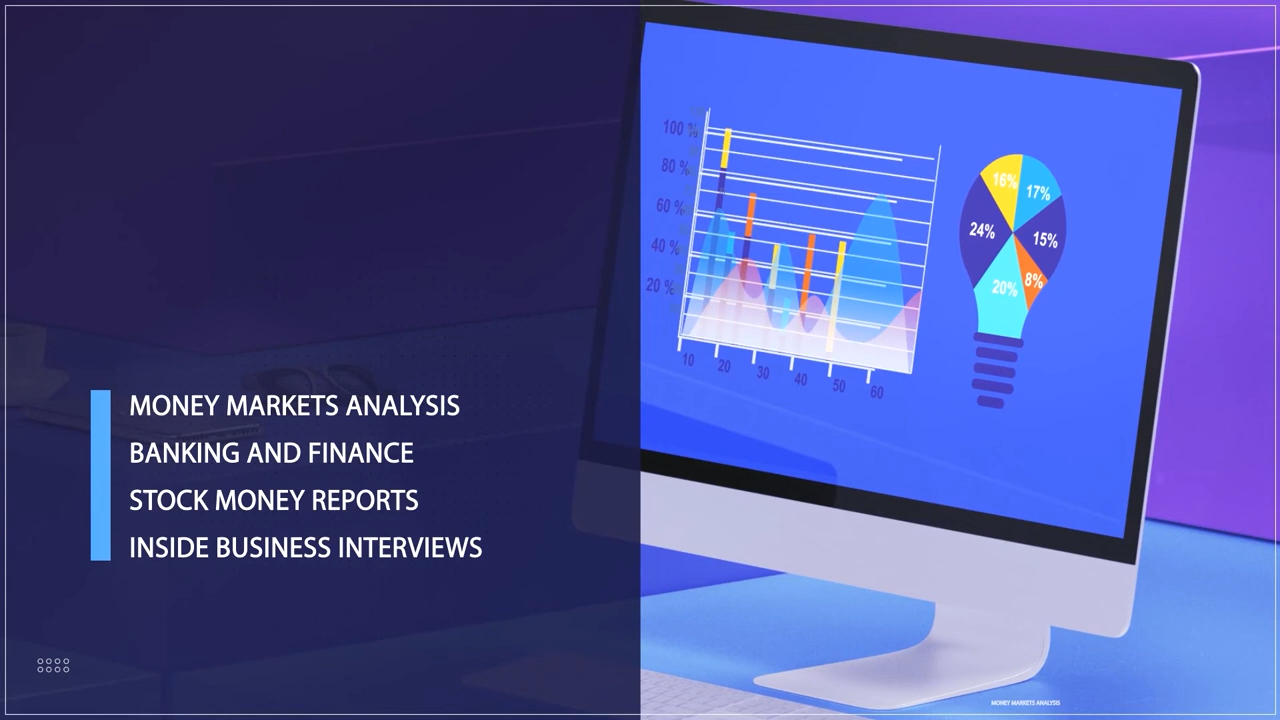 MONEY MARKETS ANALYSIS
BANKING AND FINANCE
STOCK MONEY REPORTS
INSIDE BUSINESS INTERVIEWS
100 %
80 %
60 %
40 %
20 %
10 20 30 40 50 60
16% 17%
24% 15%
20% 8%
MONEY MARKETS ANALYSIS